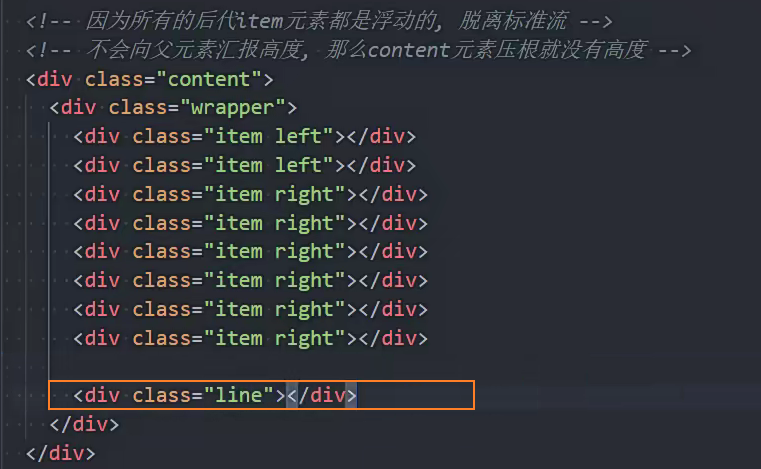 <!-- 因为所有的后代item元素都是浮动的, 脱离标准流 -->
<!-- 不会向父元素汇报高度, 那么content元素压根就没有高度 -->
<div class="content">
<div class="wrapper">
<div class="item left"></div>
<div class="item left"></div>
<div class="item right"></div>
<div class="item right"></div>
<div class="item right"></div>
<div class="item right"></div>
<div class="item right"></div>
<div class="item right"></div>
<div class="line"></div>
</div>
</div>